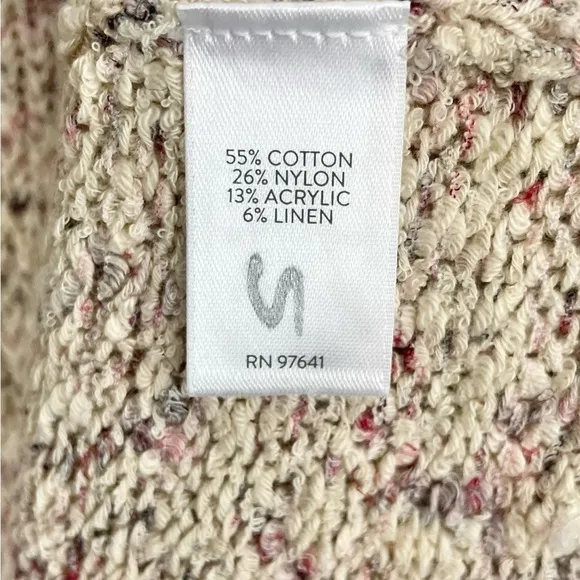 55% COTTON
26% NYLON
13% ACRYLIC
6% LINEN
RN 97641